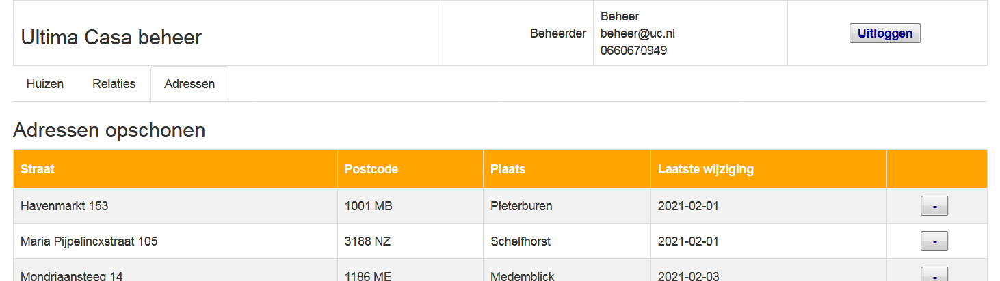 Ultima Casa beheer
Beheerder
Beheer
beheer@uc.nl
0660670949
Uitloggen
Huizen Relaties Adressen
Adressen opschonen
Straat Postcode Plaats Laatste wijziging
Havenmarkt 153 1001 MB Pieterburen 2021-02-01 -
Maria Pijpelincxstraat 105 3188 NZ Schelfhorst 2021-02-01 -
Mondriaansteeg 14 1186 ME Medemblick 2021-02-03 -